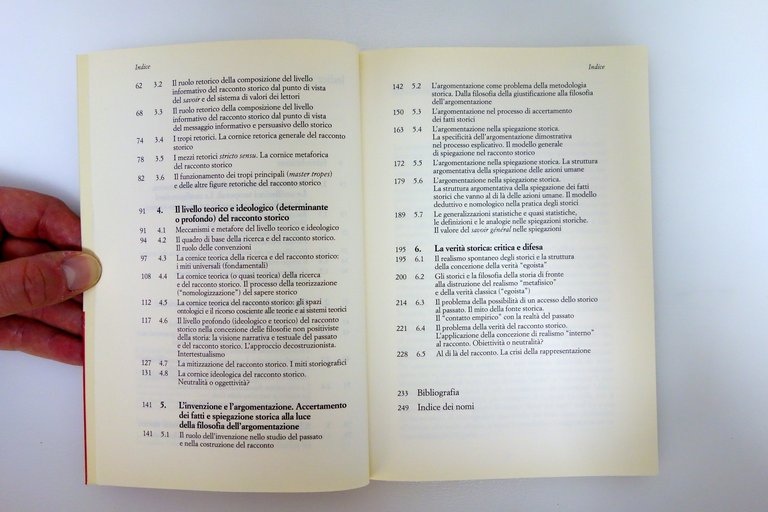 Indice
62 3.2 Il ruolo retorico della composizione del livello
informativo del racconto storico dal punto di vista
del savoir e del sistema di valori dei lettori
68 3.3 Il ruolo retorico della composizione del livello
informativo del racconto storico dal punto di vista
del messaggio informativo e persuasivo dello storico
74 3.4 I tropi retorici. La cornice retorica generale del racconto
storico
78 3.5 I mezzi retorici stricto sensu. La cornice metaforica
del racconto storico
82 3.6 Il funzionamento dei tropi principali (master tropes)
e delle altre figure retoriche del racconto storico
91 4. Il livello teorico e ideologico (determinante
o profondo) del racconto storico
91 4.1 Meccanismi e metafore del livello teorico e ideologico
94 4.2 Il quadro di base della ricerca e del racconto storico.
Il ruolo delle convenzioni
97 4.3 La cornice teorica della ricerca e del racconto storico:
i miti universali (fondamentali)
108 4.4 La cornice teorica (o quasi teorica) della ricerca
e del racconto storico. Il processo della teorizzazione
("nomologizzazione") del sapere storico
112 4.5 La cornice teorica del racconto storico: gli spazi
ontologici e il ricorso cosciente alle teorie e ai sistemi teorici
117 4.6 Il livello profondo (ideologico e teorico) del racconto
storico nella concezione delle filosofie non positiviste
della storia: la visione narrativa e testuale del passato
e del racconto storico. L'approccio decostruzionista.
Intertestualismo
127 4.7 La mitizzazione del racconto storico. I miti storiografici
131 4.8 La cornice ideologica del racconto storico.
Neutralità o oggettività?
141 5. L'invenzione e l'argomentazione. Accertamento
dei fatti e spiegazione storica alla luce
della filosofia dell'argomentazione
141 5.1 Il ruolo dell'invenzione nello studio del passato
e nella costruzione del racconto
Indice
142 5.2 L'argomentazione come problema della metodologia
storica. Dalla filosofia della giustificazione alla filosofia
dell'argomentazione
150 5.3 L'argomentazione nel processo di accertamento
dei fatti storici
163 5.4 L'argomentazione nella spiegazione storica.
La specificità dell'argomentazione dimostrativa
nel processo esplicativo. Il modello generale
di spiegazione nel racconto storico
172 5.5 L'argomentazione nella spiegazione storica. La struttura
argomentativa della spiegazione delle azioni umane
179 5.6 L'argomentazione nella spiegazione storica.
La struttura argomentativa della spiegazione dei fatti
storici che vanno al di là delle azioni umane. Il modello
deduttivo e nomologico nella pratica degli storici
189 5.7 Le generalizzazioni statistiche e quasi statistiche,
le definizioni e le analogie nelle spiegazioni storiche.
Il valore del savoir général nelle spiegazioni
195 6. La verità storica: critica e difesa
195 6.1 Il realismo spontaneo degli storici e la struttura
della concezione della verità "egoista"
200 6.2 Gli storici e la filosofia della storia di fronte
alla distruzione del realismo "metafisico"
e della verità classica ("egoista")
214 6.3 Il problema della possibilità di un accesso dello storico
al passato. Il mito della fonte storica.
Il "contatto empirico" con la realtà del passato
221 6.4 Il problema della verità del racconto storico.
L'applicazione della concezione di realismo "interno"
al racconto. Obiettività o neutralità?
228 6.5 Al di là del racconto. La crisi della rappresentazione
233 Bibliografia
249 Indice dei nomi